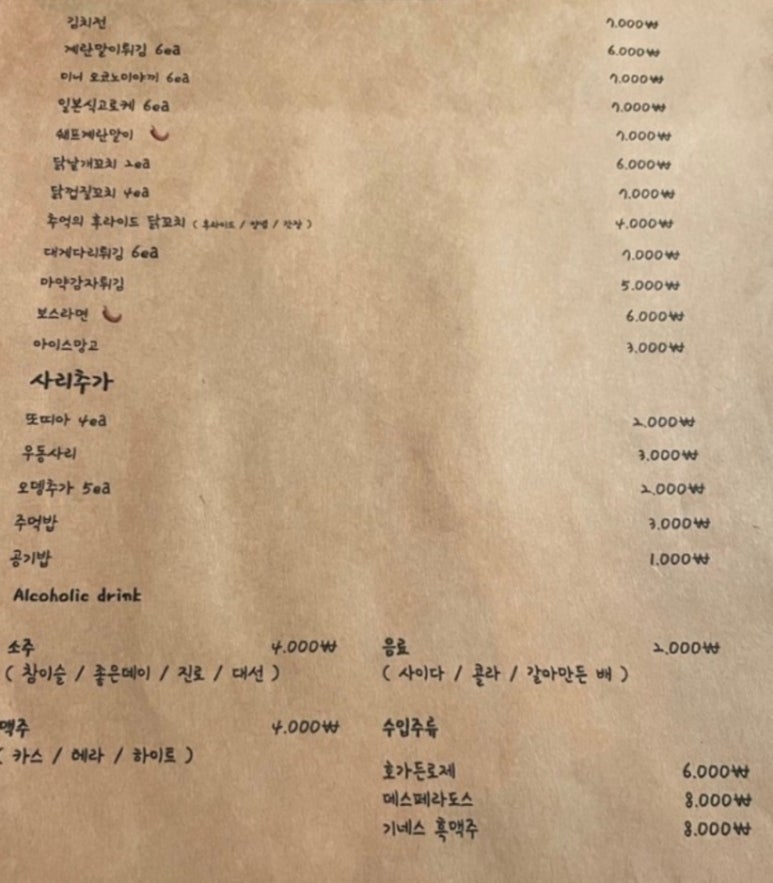 김치전 7.000₩
계란말이튀김 6ea 6.000₩
미니 오코노미야끼 6ea 7.000₩
일본식고로케 6ea 7.000₩
쉐프계란말이 7.000₩
닭날개꼬치 2ea 6.000₩
닭껍질꼬치 4ea 7.000₩
추억의 후라이드 닭꼬치 ( 후라이드 / 양념 / 간장 ) 4.000₩
대게다리튀김 6ea 7.000₩
마약감자튀김 5.000₩
보스라면 6.000₩
아이스망고 3.000₩
사리추가
또띠아 4ea 2.000₩
우동사리 3.000₩
오뎅추가 5ea 2.000₩
주먹밥 3.000₩
공기밥 1.000₩
Alcoholic drink
소주 4.000₩
( 참이슬 / 좋은데이 / 진로 / 대선 )
맥주 4.000₩
( 카스 / 테라 / 하이트 )
음료 2.000₩
( 사이다 / 콜라 / 갈아만든 배 )
수입주류
호가든로제 6.000₩
데스페라도스 8.000₩
기네스 흑맥주 8.000₩